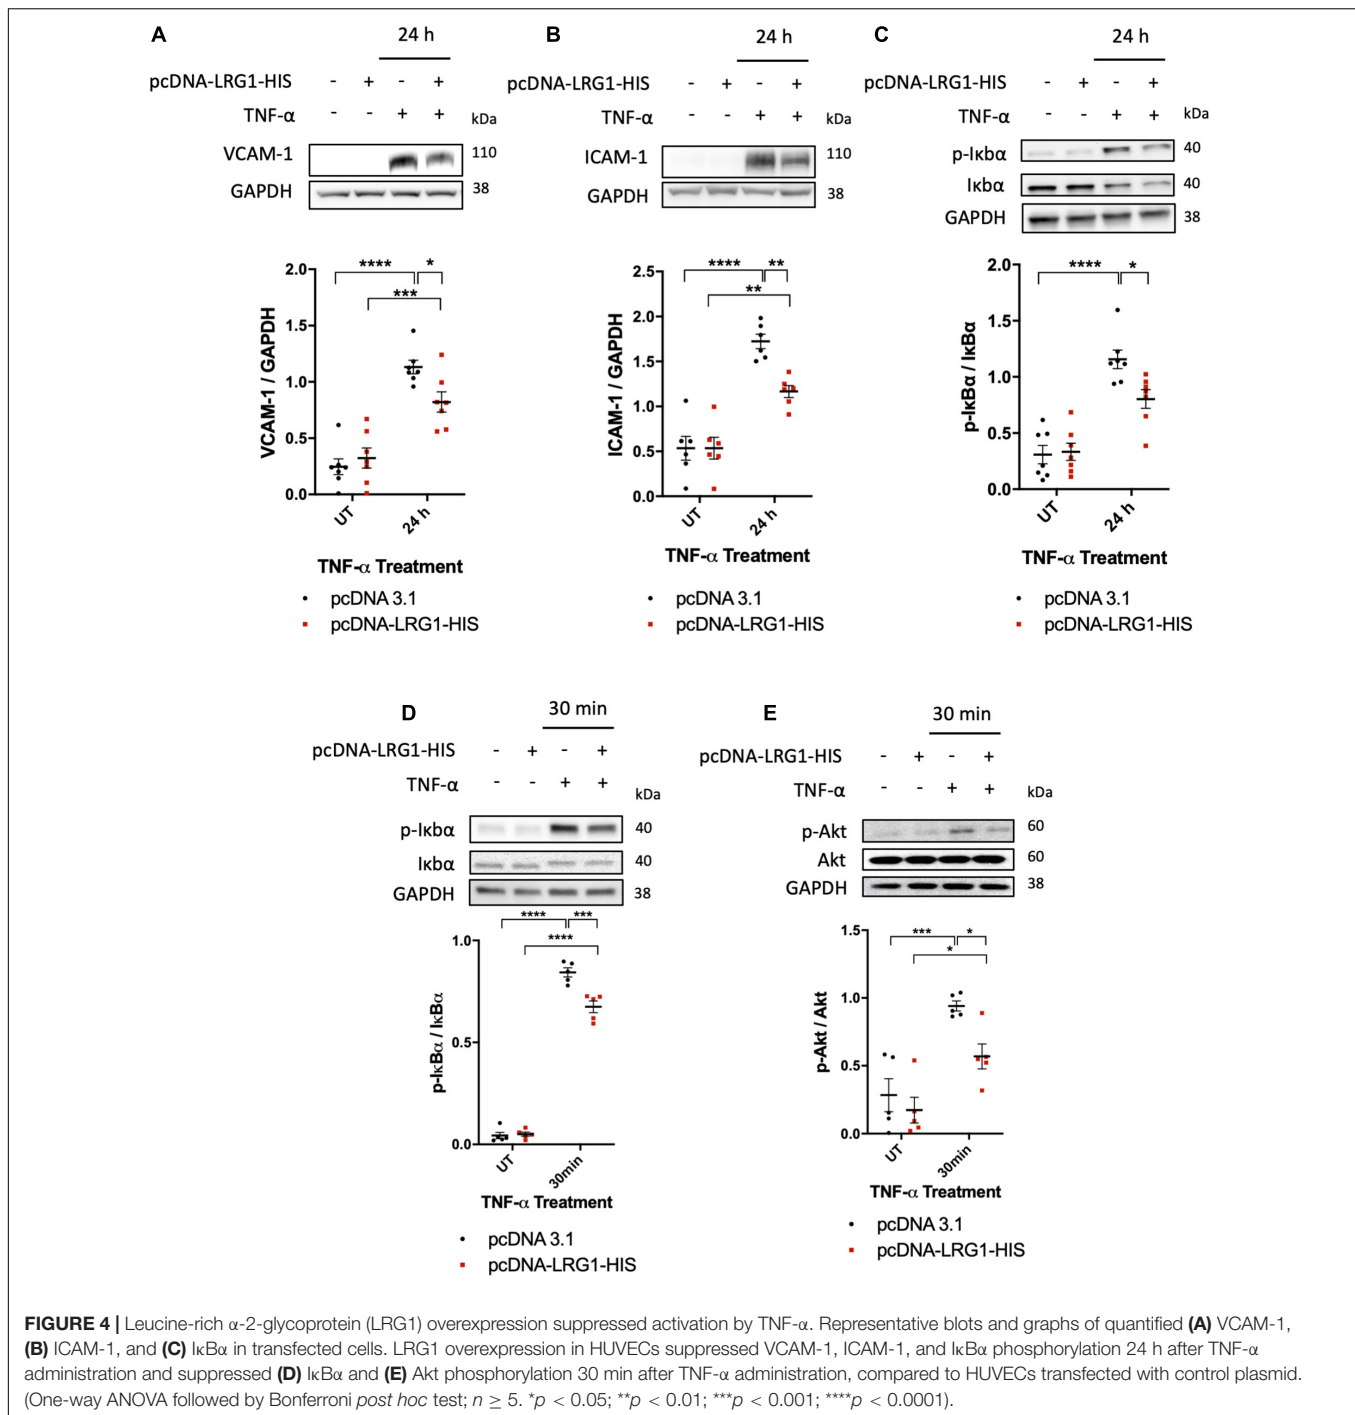 A
24 h
pcDNA-LRG1-HIS - + - +
TNF-α - - + + kDa
VCAM-1 110
GAPDH 38
**** *
***
2.0
1.5
1.0
0.5
0.0
VCAM-1 / GAPDH
UT 24 h
TNF-α Treatment
• pcDNA 3.1
▪ pcDNA-LRG1-HIS
B
24 h
pcDNA-LRG1-HIS - + - +
TNF-α - - + + kDa
ICAM-1 110
GAPDH 38
**** **
**
2.5
2.0
1.5
1.0
0.5
0.0
ICAM-1 / GAPDH
UT 24 h
TNF-α Treatment
• pcDNA 3.1
▪ pcDNA-LRG1-HIS
C
24 h
pcDNA-LRG1-HIS - + - +
TNF-α - - + + kDa
p-Iκbα 40
Iκbα 40
GAPDH 38
**** *
2.0
1.5
1.0
0.5
0.0
p-IκBα / IκBα
UT 24 h
TNF-α Treatment
• pcDNA 3.1
▪ pcDNA-LRG1-HIS
D
30 min
pcDNA-LRG1-HIS - + - +
TNF-α - - + + kDa
p-Iκbα 40
Iκbα 40
GAPDH 38
**** ***
****
1.0
0.5
0.0
p-IκBα / IκBα
UT 30min
TNF-α Treatment
• pcDNA 3.1
▪ pcDNA-LRG1-HIS
E
30 min
pcDNA-LRG1-HIS - + - +
TNF-α - - + + kDa
p-Akt 60
Akt 60
GAPDH 38
*** *
*
1.5
1.0
0.5
0.0
p-Akt / Akt
UT 30min
TNF-α Treatment
• pcDNA 3.1
▪ pcDNA-LRG1-HIS
FIGURE 4 | Leucine-rich α-2-glycoprotein (LRG1) overexpression suppressed activation by TNF-α. Representative blots and graphs of quantified (A) VCAM-1,
(B) ICAM-1, and (C) IκBα in transfected cells. LRG1 overexpression in HUVECs suppressed VCAM-1, ICAM-1, and IκBα phosphorylation 24 h after TNF-α
administration and suppressed (D) IκBα and (E) Akt phosphorylation 30 min after TNF-α administration, compared to HUVECs transfected with control plasmid.
(One-way ANOVA followed by Bonferroni post hoc test; n ≥ 5. *p < 0.05; **p < 0.01; ***p < 0.001; ****p < 0.0001).